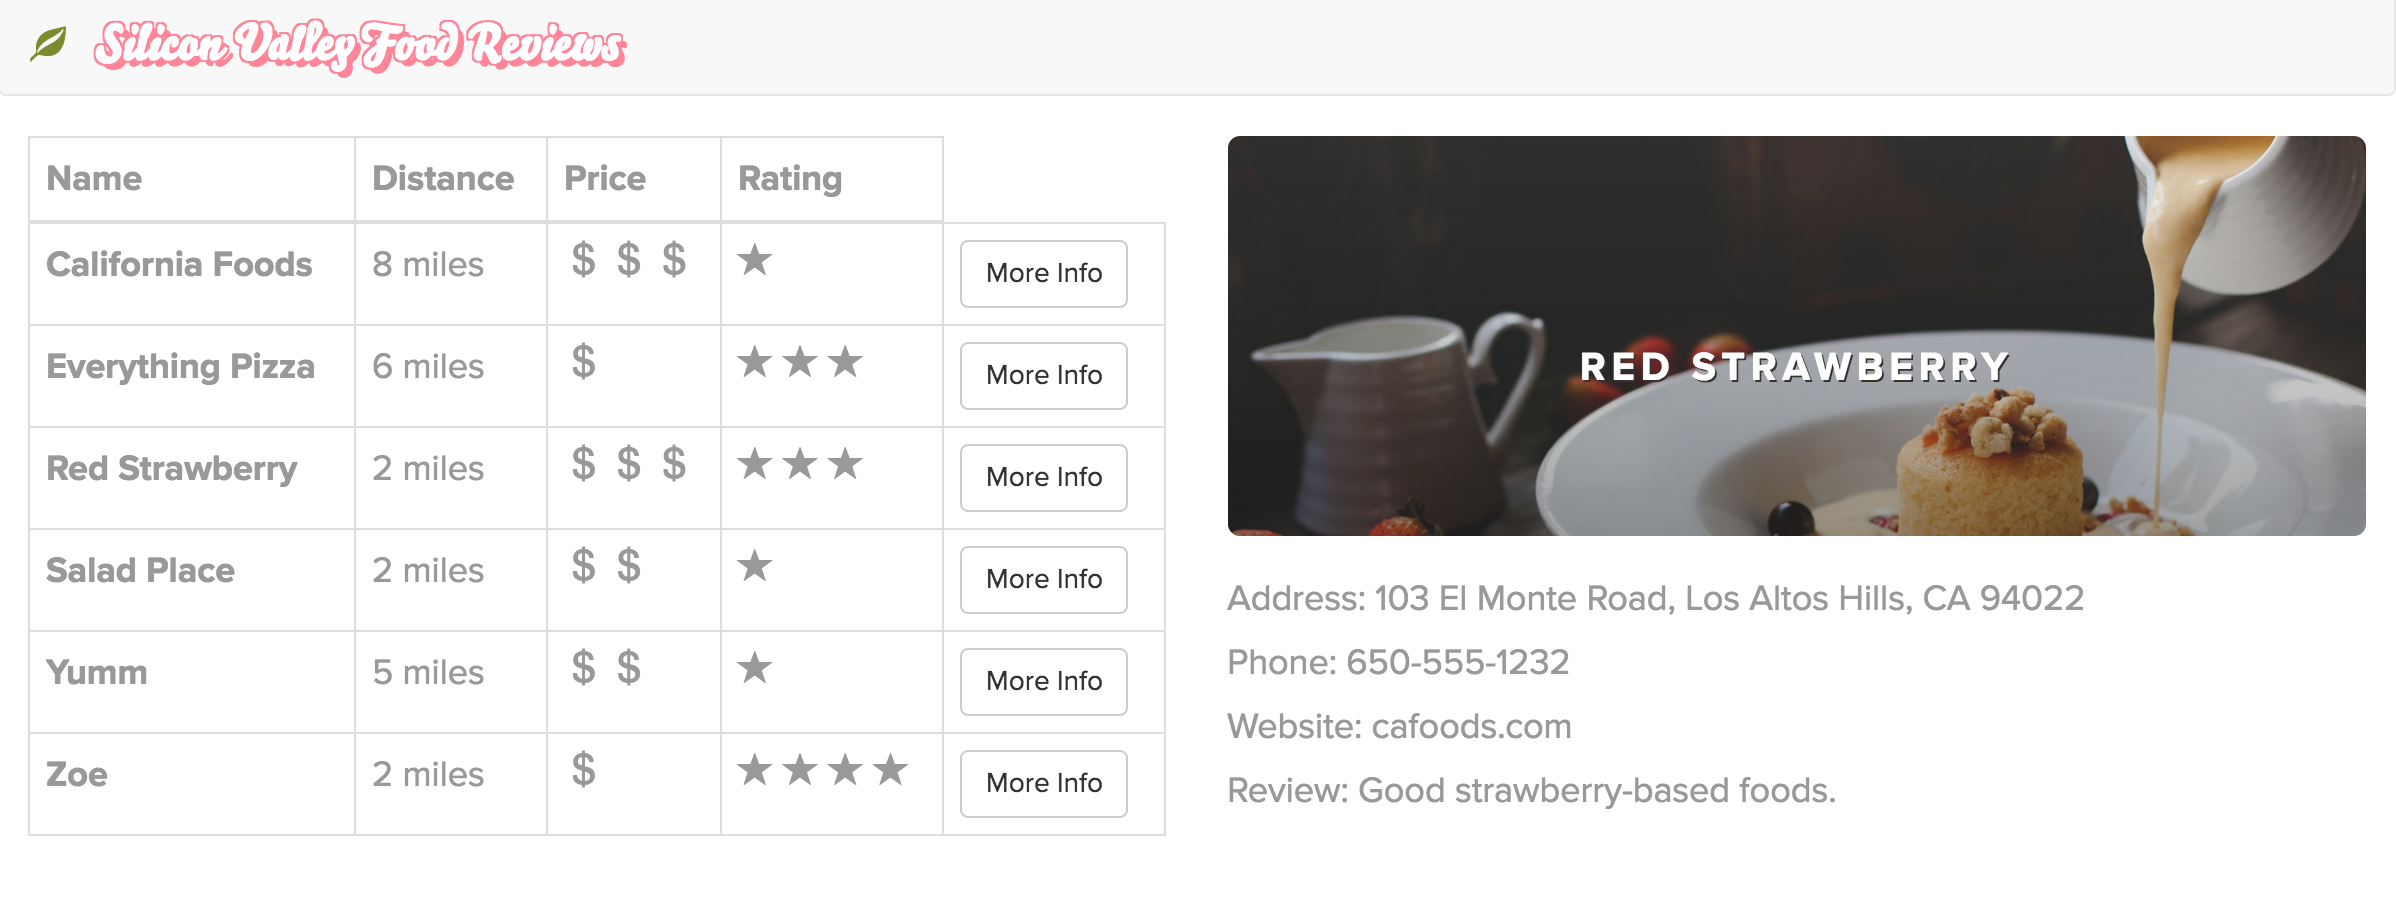 Silicon Valley Food Reviews
Name Distance Price Rating
California Foods 8 miles $ $ $ ★ More Info
Everything Pizza 6 miles $ ★ ★ ★ More Info
Red Strawberry 2 miles $ $ $ ★ ★ ★ More Info
Salad Place 2 miles $ $ ★ More Info
Yumm 5 miles $ $ ★ More Info
Zoe 2 miles $ ★ ★ ★ ★ More Info
RED STRAWBERRY
Address: 103 El Monte Road, Los Altos Hills, CA 94022
Phone: 650-555-1232
Website: cafoods.com
Review: Good strawberry-based foods.